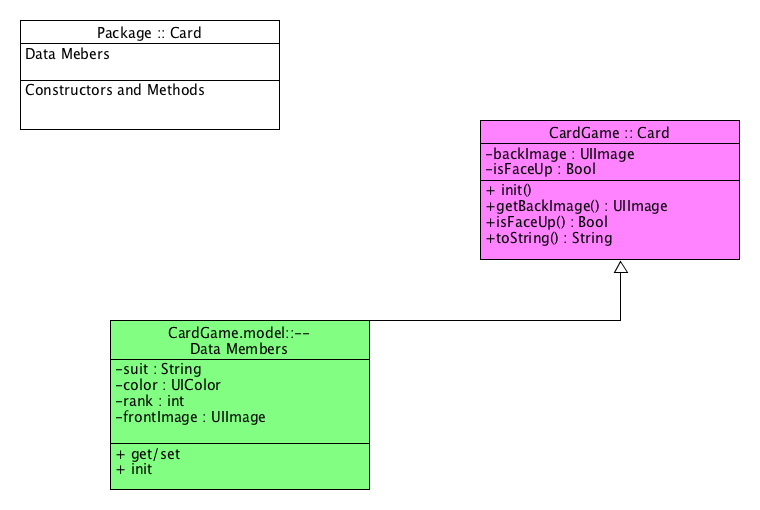 Package :: Card
Data Mebers
Constructors and Methods
CardGame :: Card
-backImage : UIImage
-isFaceUp : Bool
+ init()
+getBackImage() : UIImage
+isFaceUp() : Bool
+toString() : String
CardGame.model::--
Data Members
-suit : String
-color : UIColor
-rank : int
-frontImage : UIImage
+ get/set
+ init